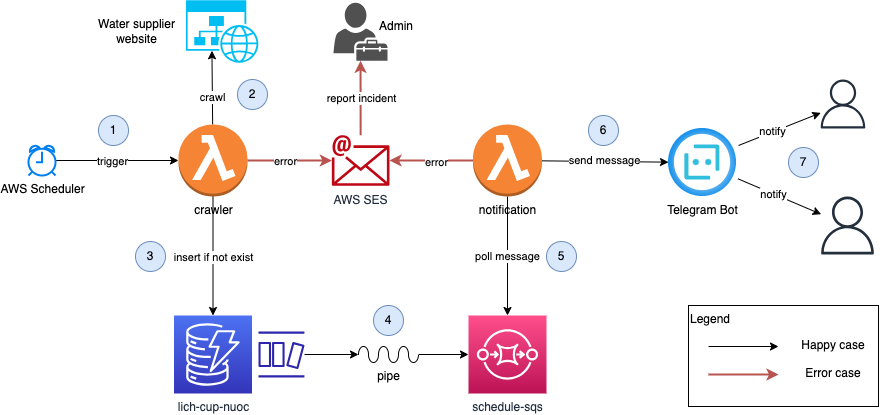 Water supplier
website
Admin
crawl
2
report incident
1
6
trigger
error
@
error
send message
notify
7
notify
AWS Scheduler
crawler
AWS SES
notification
Telegram Bot
3
insert if not exist
poll message
5
4
pipe
lich-cup-nuoc
schedule-sqs
Legend
Happy case
Error case